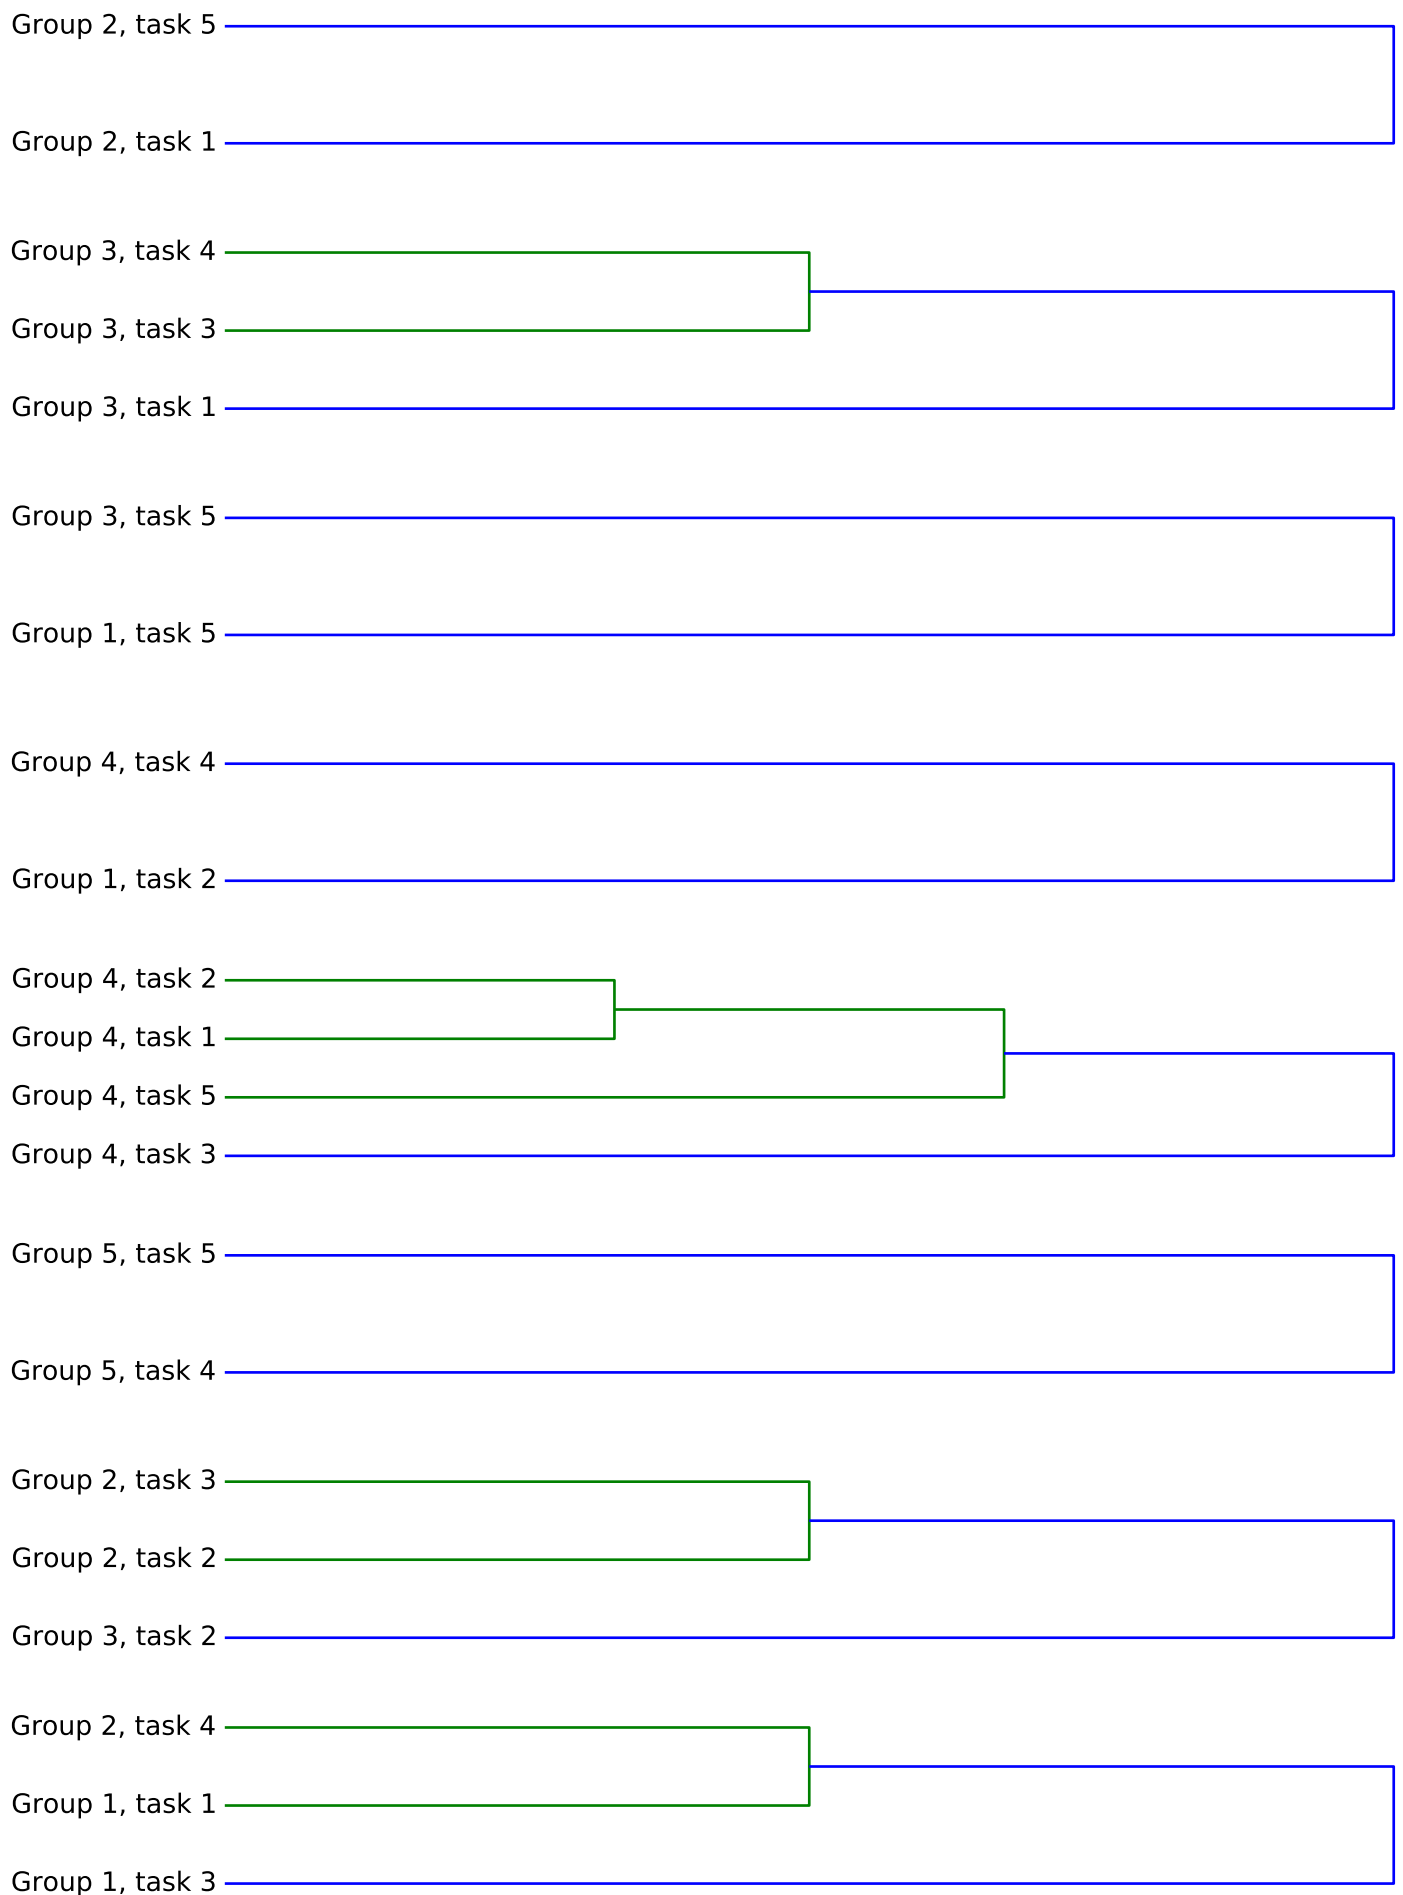 Group 2, task 5
Group 2, task 1
Group 3, task 4
Group 3, task 3
Group 3, task 1
Group 3, task 5
Group 1, task 5
Group 4, task 4
Group 1, task 2
Group 4, task 2
Group 4, task 1
Group 4, task 5
Group 4, task 3
Group 5, task 5
Group 5, task 4
Group 2, task 3
Group 2, task 2
Group 3, task 2
Group 2, task 4
Group 1, task 1
Group 1, task 3